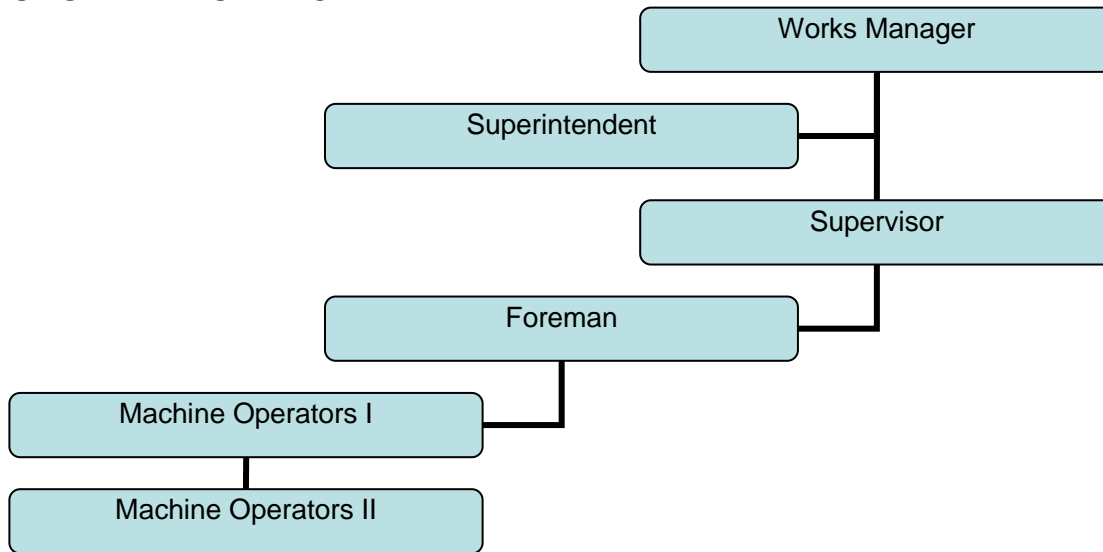 Works Manager
Superintendent
Supervisor
Foreman
Machine Operators I
Machine Operators II